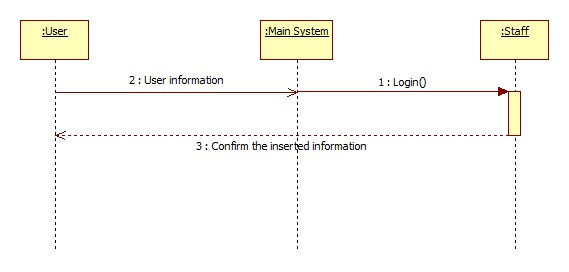 :User
:Main System
:Staff
2 : User information
1 : Login()
3 : Confirm the inserted information